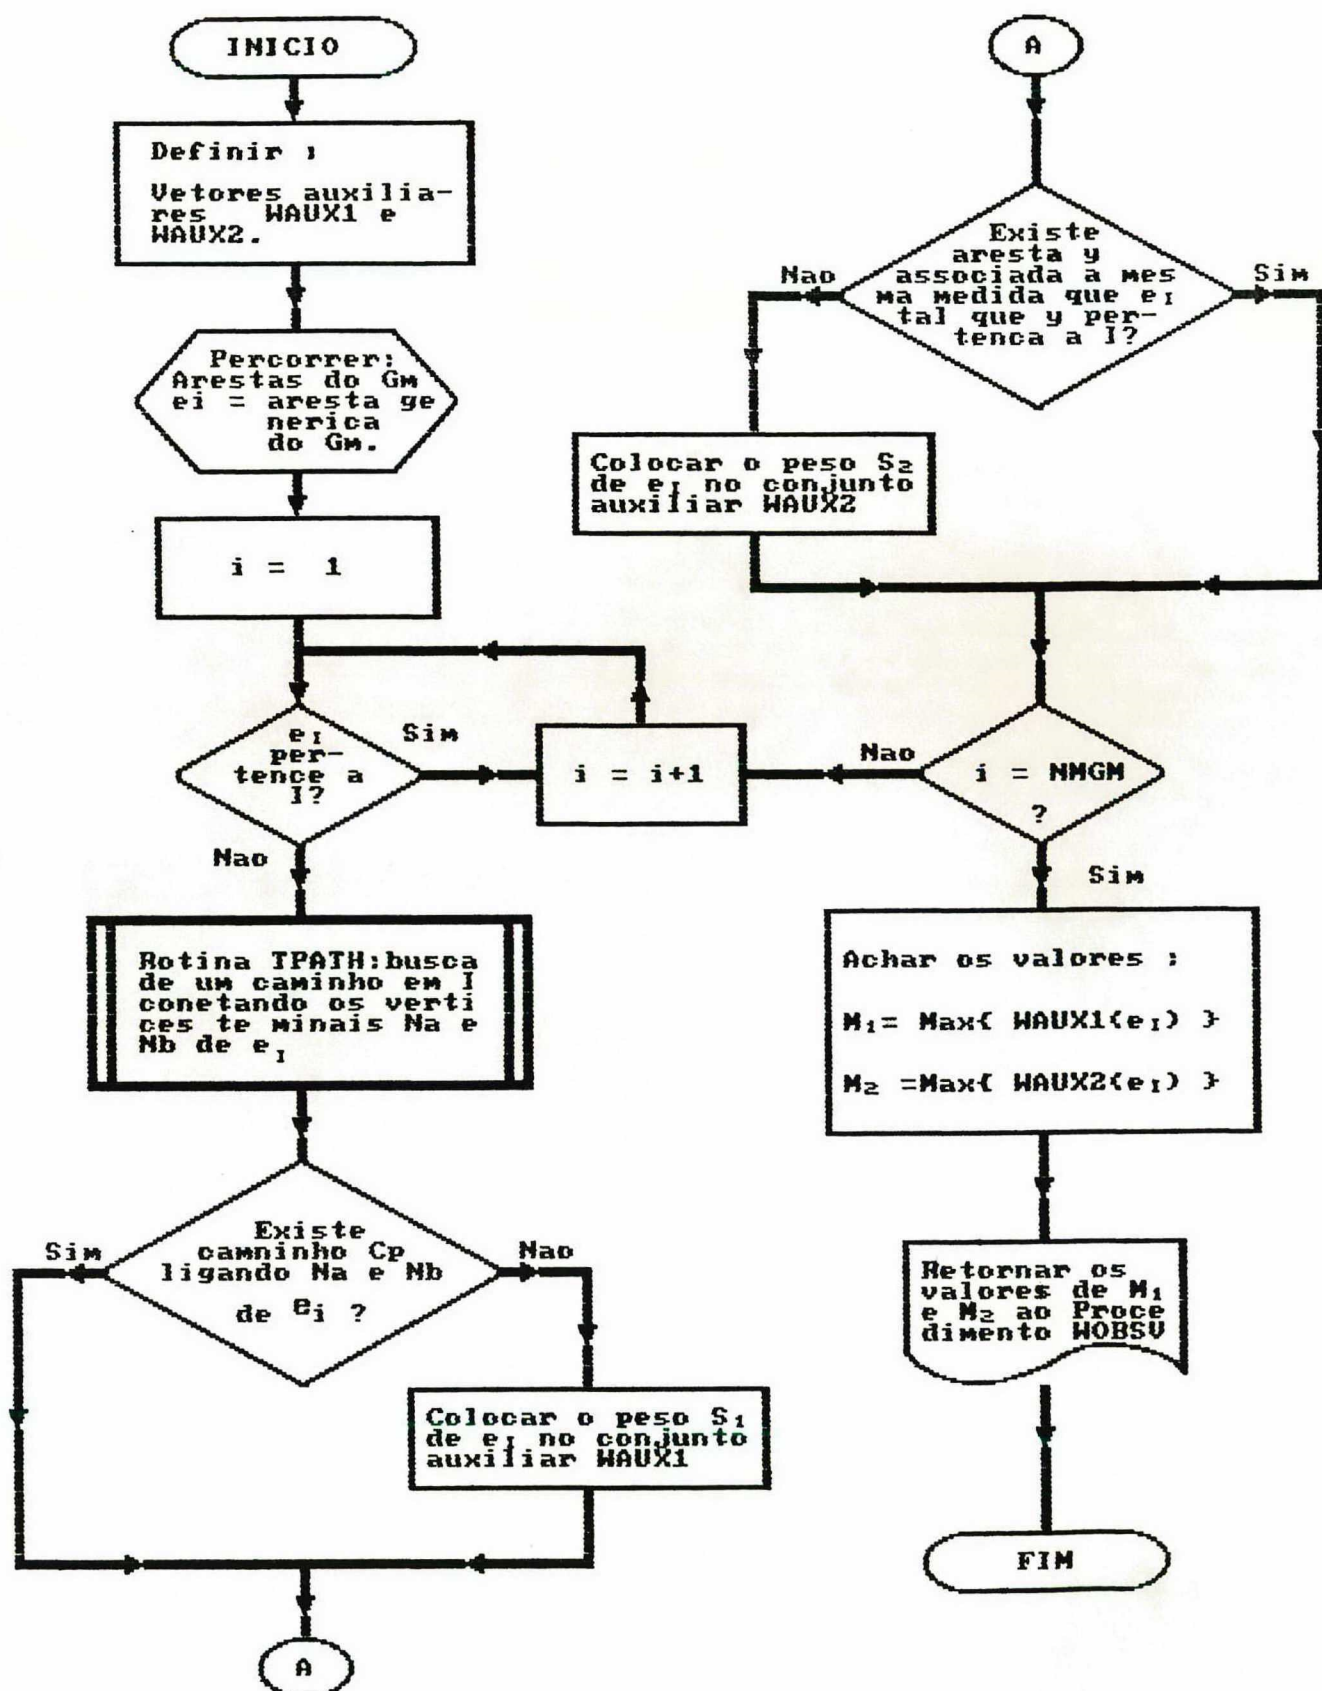 INICIO
Definir :
Vetores auxilia-
res WAUX1 e
WAUX2.
Percorrer:
Arestas do GM
ei = aresta ge
nerica
do GM.
i = 1
eI
per-
tence a
I?
Sim
Nao
i = i+1
Rotina TPATH:busca
de um caminho em I
conetando os verti
ces te minais Na e
Nb de eI
Existe
camninho Cp
ligando Na e Nb
de ei ?
Sim
Nao
Colocar o peso S1
de eI no conjunto
auxiliar WAUX1
A
A
Existe
aresta y
associada a mes
ma medida que eI
tal que y per-
tenca a I?
Nao
Sim
Colocar o peso S2
de eI no conjunto
auxiliar WAUX2
i = NMGM
?
Nao
Sim
Achar os valores :
M1= Max{ WAUX1(eI) }
M2 =Max{ WAUX2(eI) }
Retornar os
valores de M1
e M2 ao Proce
dimento WOBSV
FIM